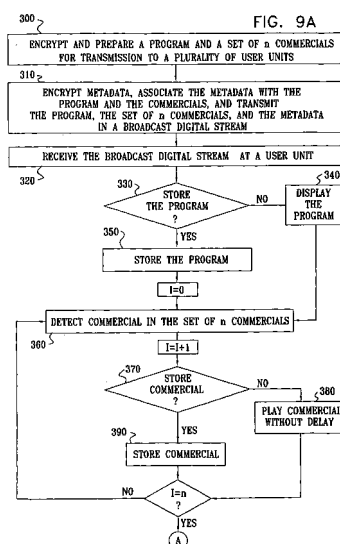 300
FIG. 9A
ENCRYPT AND PREPARE A PROGRAM AND A SET OF n COMMERCIALS
FOR TRANSMISSION TO A PLURALITY OF USER UNITS
310
ENCRYPT METADATA, ASSOCIATE THE METADATA WITH THE
PROGRAM AND THE COMMERCIALS, AND TRANSMIT
THE PROGRAM, THE SET OF n COMMERCIALS, AND THE METADATA
IN A BROADCAST DIGITAL STREAM
RECEIVE THE BROADCAST DIGITAL STREAM AT A USER UNIT
320
330
STORE
THE PROGRAM
?
NO
340
DISPLAY
THE
PROGRAM
YES
350
STORE THE PROGRAM
I=0
DETECT COMMERCIAL IN THE SET OF n COMMERCIALS
360
I=I+1
370
STORE
COMMERCIAL
?
NO
380
PLAY COMMERCIAL
WITHOUT DELAY
YES
390
STORE COMMERCIAL
NO
I=n
?
YES
A